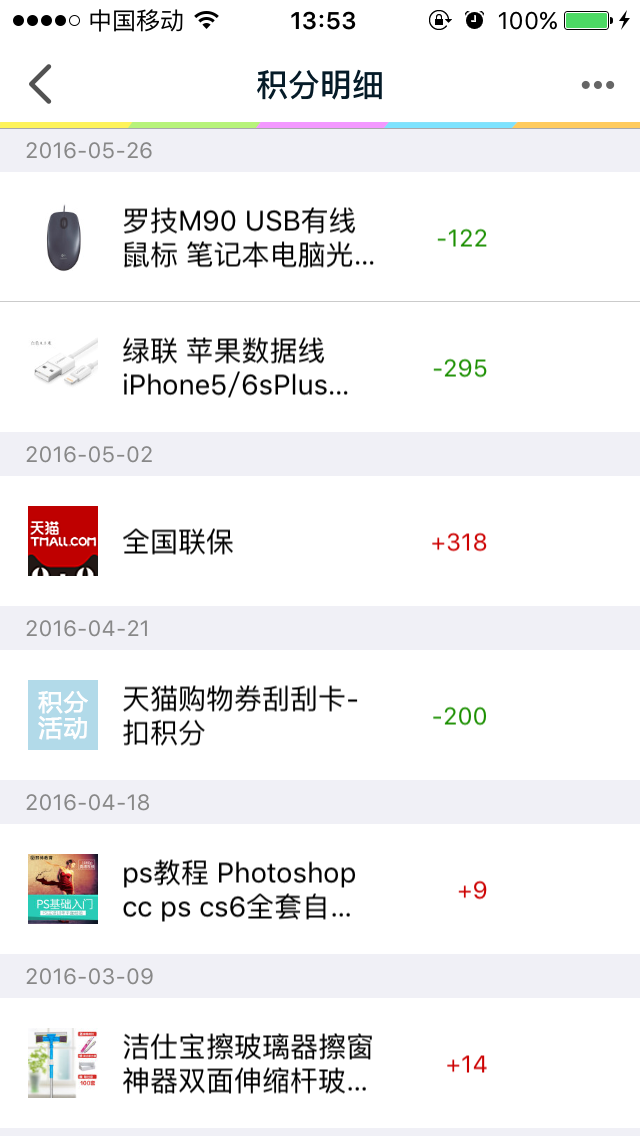 中国移动
13:53
100%
积分明细
2016-05-26
罗技M90 USB有线
鼠标 笔记本电脑光...
-122
绿联 苹果数据线
iPhone5/6sPlus...
-295
2016-05-02
天猫
TMALL.COM
全国联保
+318
2016-04-21
积分
活动
天猫购物券刮刮卡-
扣积分
-200
2016-04-18
PS基础入门
ps教程 Photoshop
cc ps cs6全套自...
+9
2016-03-09
100套
洁仕宝擦玻璃器擦窗
神器双面伸缩杆玻...
+14